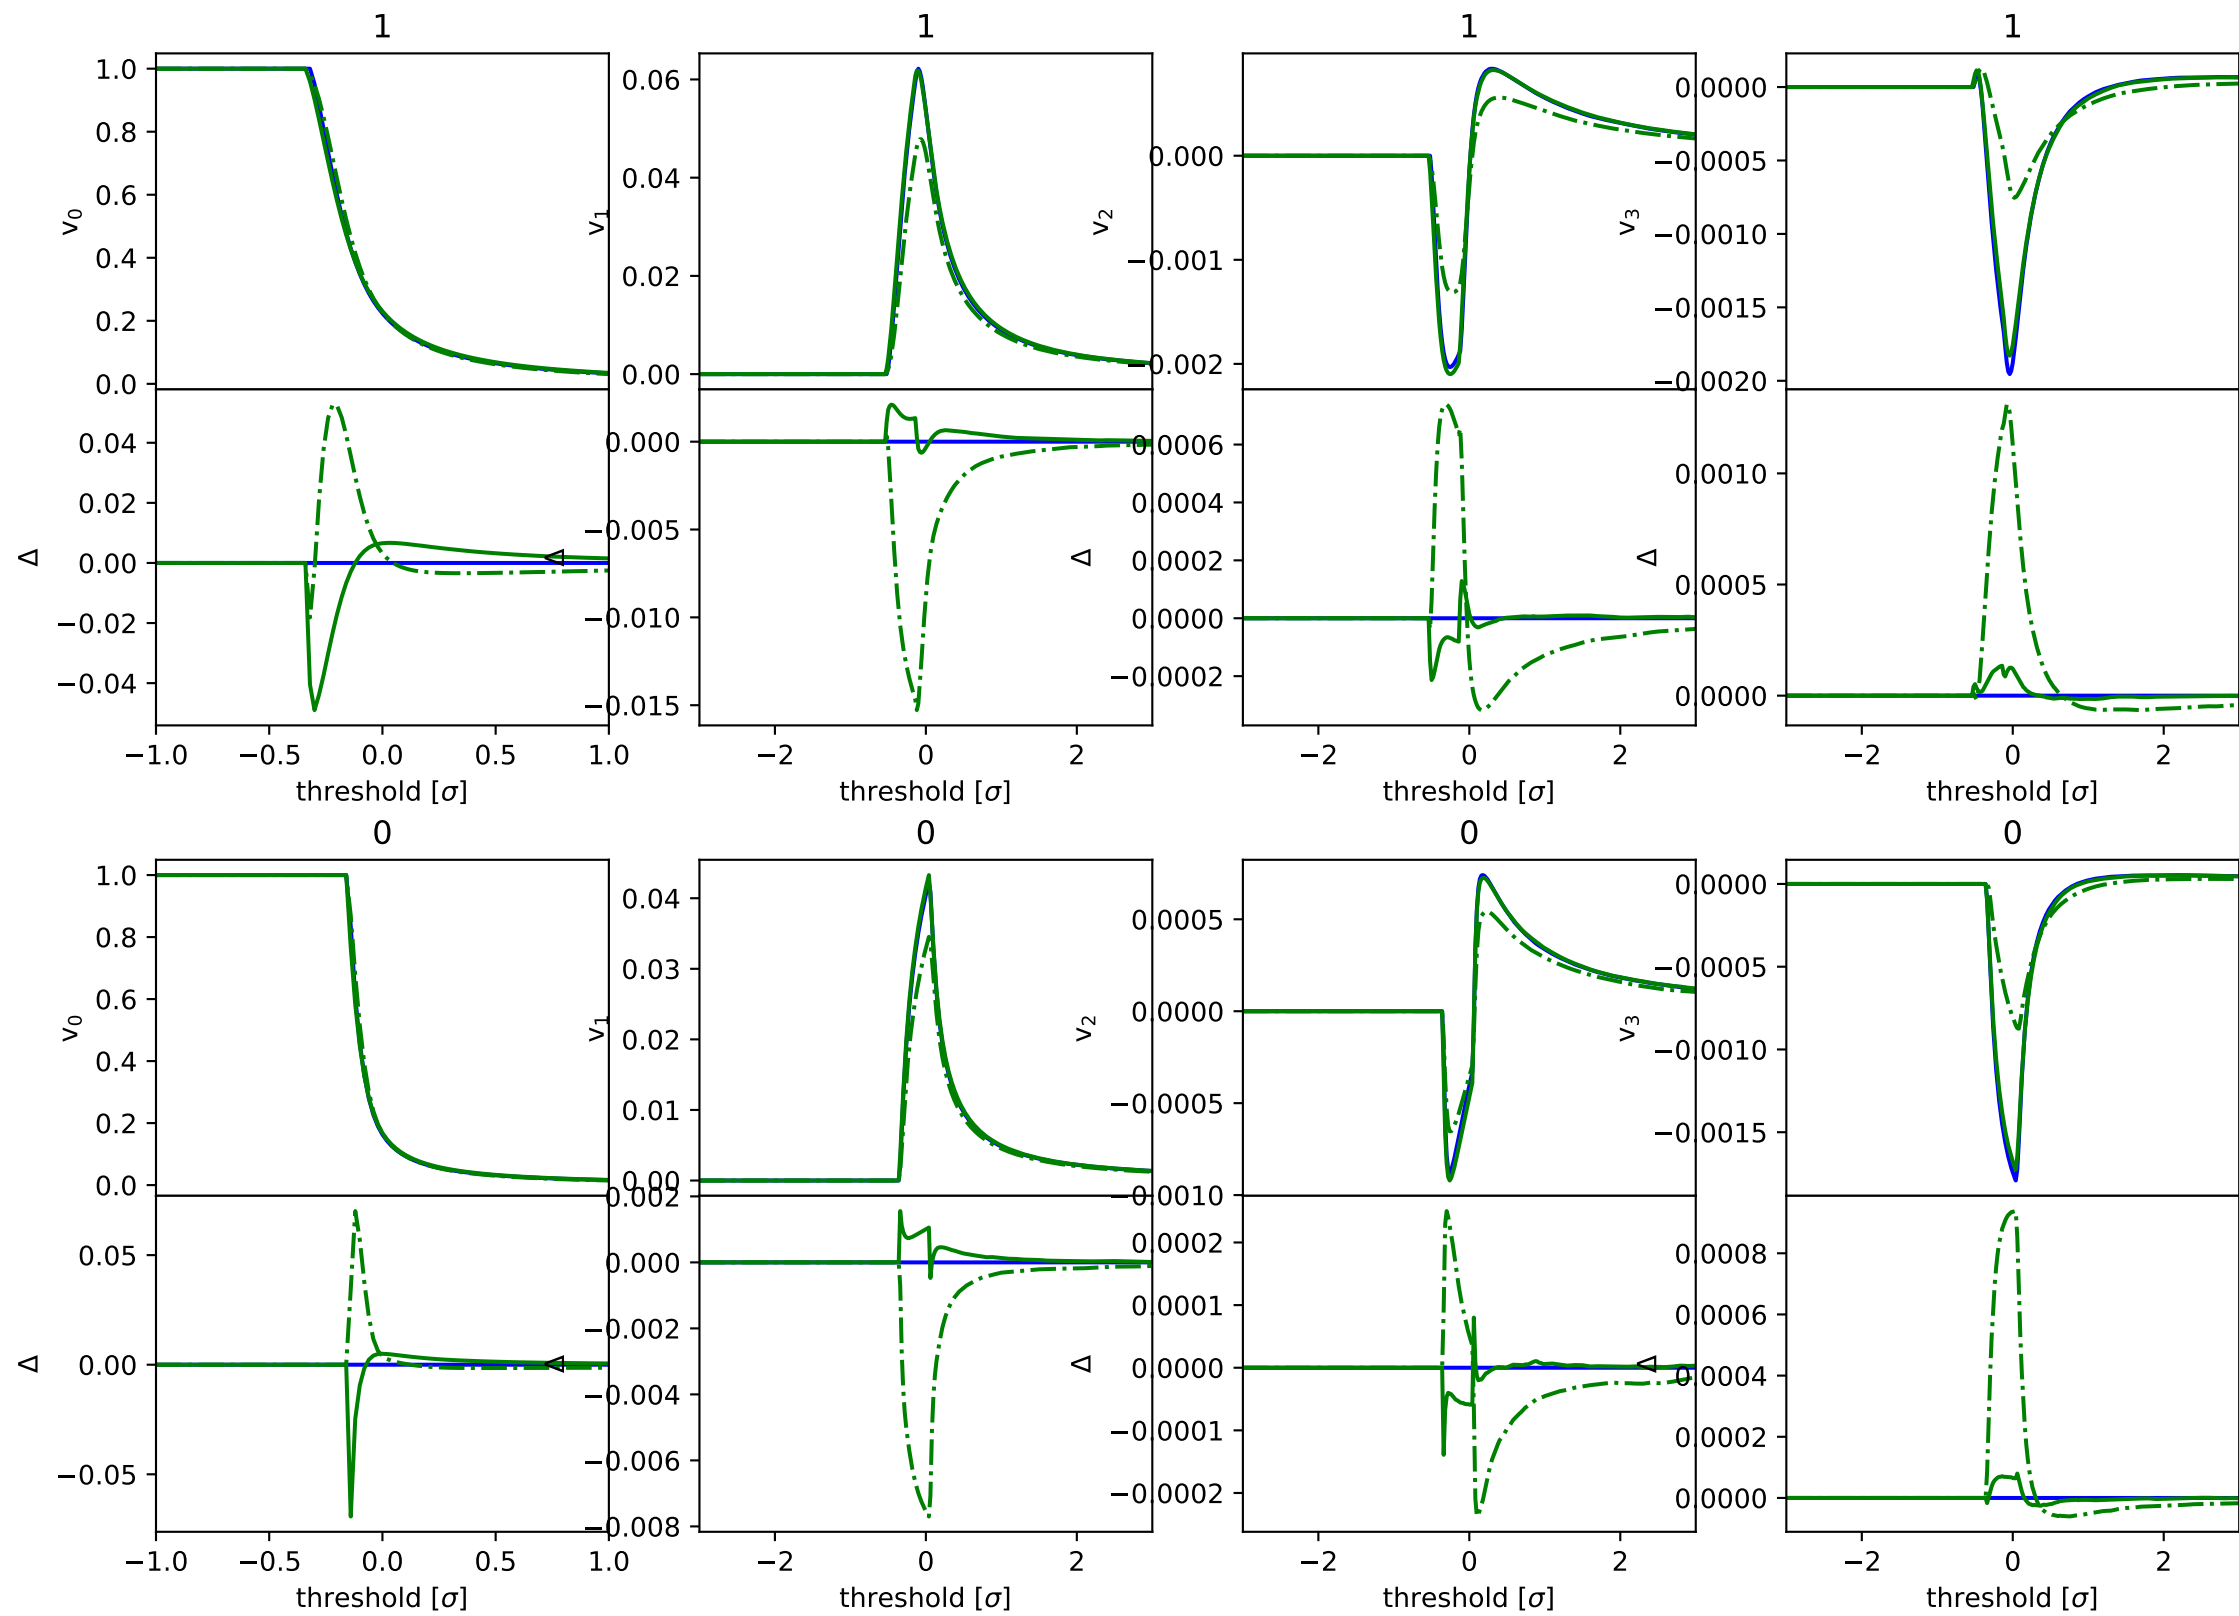 1
1
1
1
v0
1.0
0.8
0.6
0.4
0.2
0.0
v1
0.06
0.04
0.02
0.00
v2
0.000
−0.001
−0.002
v3
0.0000
−0.0005
−0.0010
−0.0015
−0.0020
Δ
0.04
0.02
0.00
−0.02
−0.04
Δ
0.000
−0.005
−0.010
−0.015
Δ
0.0006
0.0004
0.0002
0.0000
−0.0002
Δ
0.0010
0.0005
0.0000
−1.0 −0.5 0.0 0.5 1.0
−2 0 2
−2 0 2
−2 0 2
threshold [σ]
threshold [σ]
threshold [σ]
threshold [σ]
0
0
0
0
v0
1.0
0.8
0.6
0.4
0.2
0.0
v1
0.04
0.03
0.02
0.01
0.00
v2
0.0005
0.0000
−0.0005
−0.0010
v3
0.0000
−0.0005
−0.0010
−0.0015
Δ
0.05
0.00
−0.05
Δ
0.002
0.000
−0.002
−0.004
−0.006
−0.008
Δ
0.0002
0.0001
0.0000
−0.0001
−0.0002
Δ
0.0008
0.0006
0.0004
0.0002
0.0000
−1.0 −0.5 0.0 0.5 1.0
−2 0 2
−2 0 2
−2 0 2
threshold [σ]
threshold [σ]
threshold [σ]
threshold [σ]